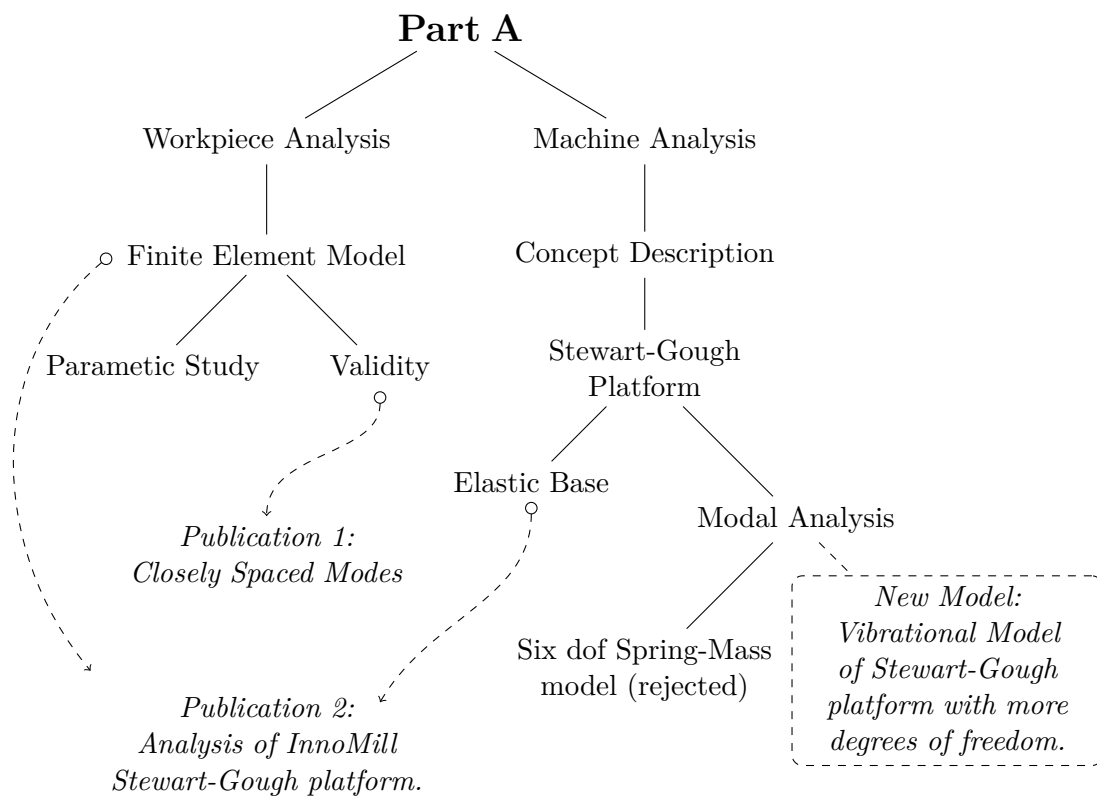 Part A
Workpiece Analysis
Machine Analysis
Finite Element Model
Concept Description
Parametic Study
Validity
Stewart-Gough
Platform
Elastic Base
Modal Analysis
Publication 1:
Closely Spaced Modes
New Model:
Vibrational Model
of Stewart-Gough
platform with more
degrees of freedom.
Six dof Spring-Mass
model (rejected)
Publication 2:
Analysis of InnoMill
Stewart-Gough platform.